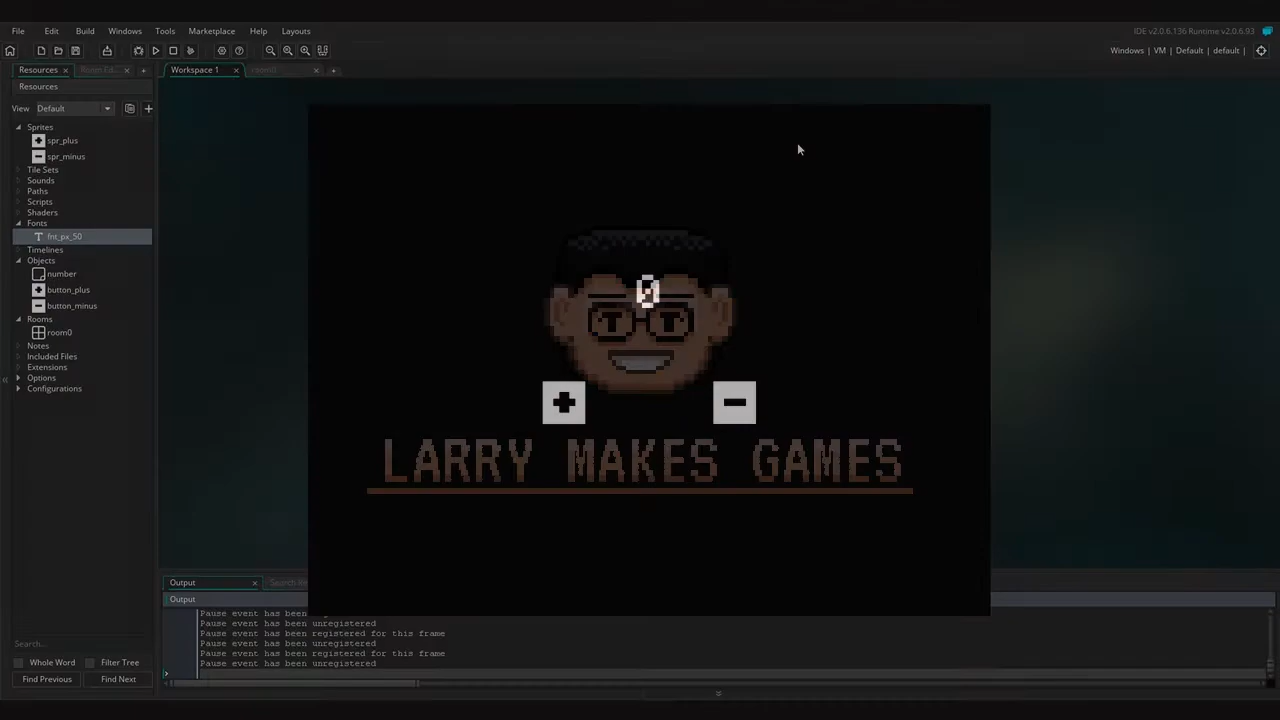 File Edit Build Windows Tools Marketplace Help Layouts
IDE v2.0.6.136 Runtime v2.0.6.93
Windows | VM | Default | default |
Resources
Workspace 1
room0
Resources
View Default
Sprites
spr_plus
spr_minus
Tile Sets
Sounds
Paths
Scripts
Shaders
Fonts
fnt_px_50
Timelines
Objects
number
button_plus
button_minus
Rooms
room0
Notes
Included Files
Extensions
Options
Configurations
0
LARRY MAKES GAMES
Output
Output
Pause event has been
Pause event has been unregistered
Pause event has been registered for this frame
Pause event has been unregistered
Pause event has been registered for this frame
Pause event has been unregistered
Search...
Whole Word Filter Tree
Find Previous Find Next